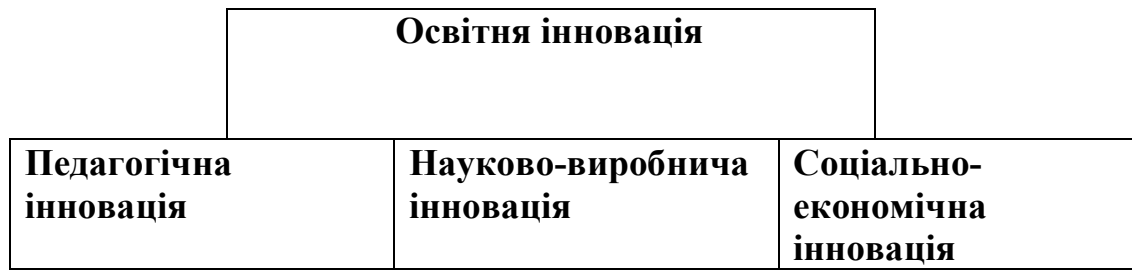 Освітня інновація
Педагогічна
інновація
Науково-виробнича
інновація
Соціально-
економічна
інновація